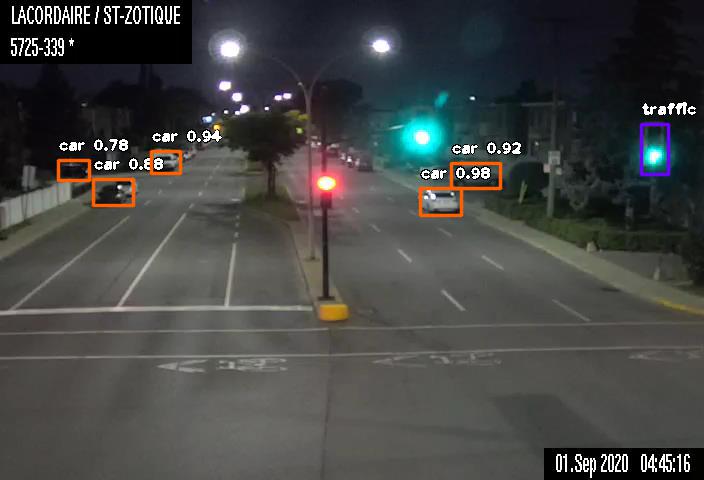 LACORDAIRE / ST-ZOTIQUE
5725-339 *
traffic
car 0.94
car 0.78
car 0.92
car 0.88
car 0.98
01.Sep 2020 04:45:16